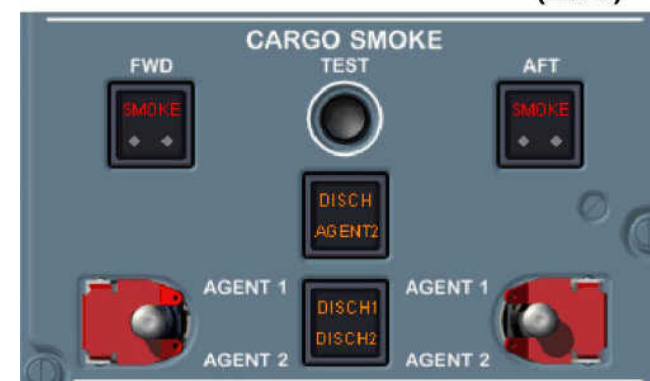 CARGO SMOKE
FWD TEST AFT
SMOKE SMOKE
DISCH
AGENT2
AGENT 1 AGENT 1
DISCH1
DISCH2
AGENT 2 AGENT 2